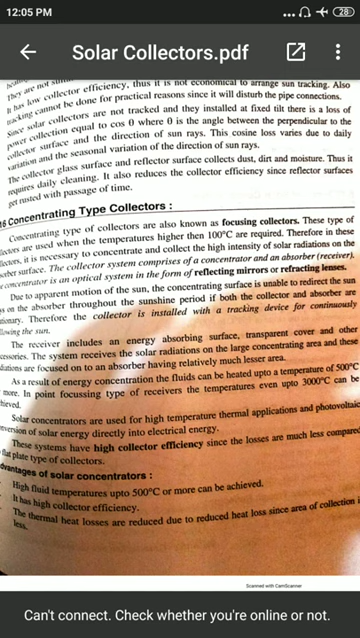 12:05 PM
28
Solar Collectors.pdf
They are not
It has low collector efficiency, thus it is not economical to arrange sun tracking. Also
tracking cannot be done for practical reasons since it will disturb the pipe connections.
Since solar collectors are not tracked and they installed at fixed tilt there is a loss of
power collection equal to cos θ where θ is the angle between the perpendicular to the
collector surface and the direction of sun rays. This cosine loss varies due to daily
variation and the seasonal variation of the direction of sun rays.
The collector glass surface and reflector surface collects dust, dirt and moisture. Thus it
requires daily cleaning. It also reduces the collector efficiency since reflector surfaces
get rusted with passage of time.
16 Concentrating Type Collectors :
Concentrating type of collectors are also known as focusing collectors. These type of
llectors are used when the temperatures higher then 100°C are required. Therefore in these
llectors, it is necessary to concentrate and collect the high intensity of solar radiations on the
orber surface. The collector system comprises of a concentrator and an absorber (receiver).
e concentrator is an optical system in the form of reflecting mirrors or refracting lenses.
Due to apparent motion of the sun, the concentrating surface is unable to redirect the sun
ys on the absorber throughout the sunshine period if both the collector and absorber are
tionary. Therefore the collector is installed with a tracking device for continuously
llowing the sun.
The receiver includes an energy absorbing surface, transparent cover and other
cessories. The system receives the solar radiations on the large concentrating area and these
diations are focused on to an absorber having relatively much lesser area.
As a result of energy concentration the fluids can be heated upto a temperature of 500°C
more. In point focussing type of receivers the temperatures even upto 3000°C can be
hieved.
Solar concentrators are used for high temperature thermal applications and photovoltaic
nversion of solar energy directly into electrical energy.
These systems have high collector efficiency since the losses are much less compared
flat plate type of collectors.
dvantages of solar concentrators :
High fluid temperatures upto 500°C or more can be achieved.
It has high collector efficiency.
The thermal heat losses are reduced due to reduced heat loss since area of collection i
less.
Scanned with CamScanner
Can't connect. Check whether you're online or not.